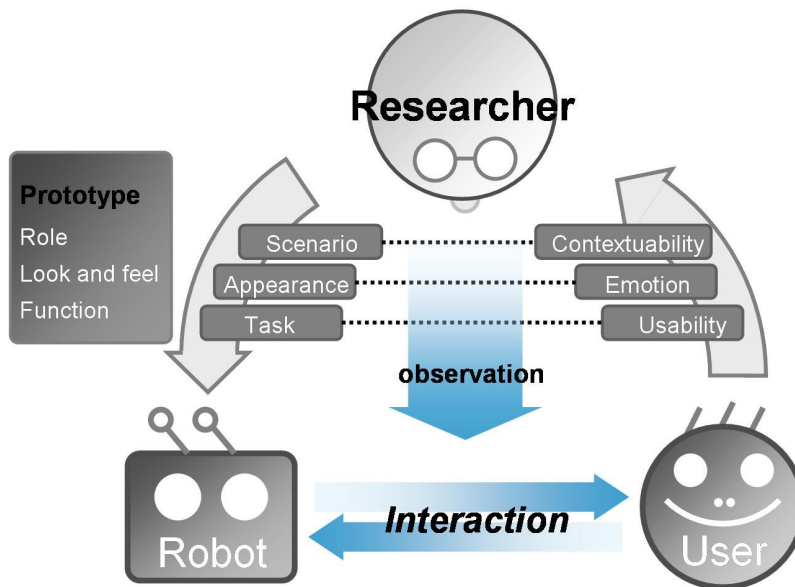 Researcher
Prototype
Role
Look and feel
Function
Scenario
Contextuability
Appearance
Emotion
Task
Usability
observation
Interaction
Robot
User